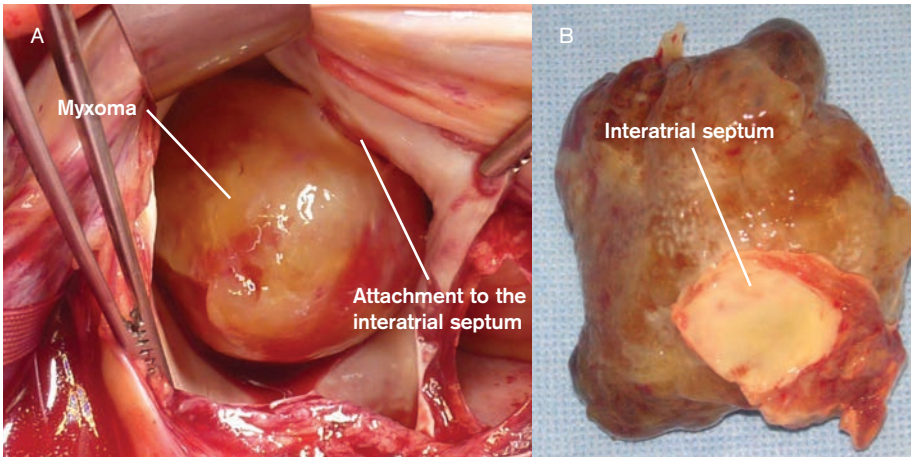 A
Myxoma
Attachment to the
interatrial septum
B
Interatrial septum